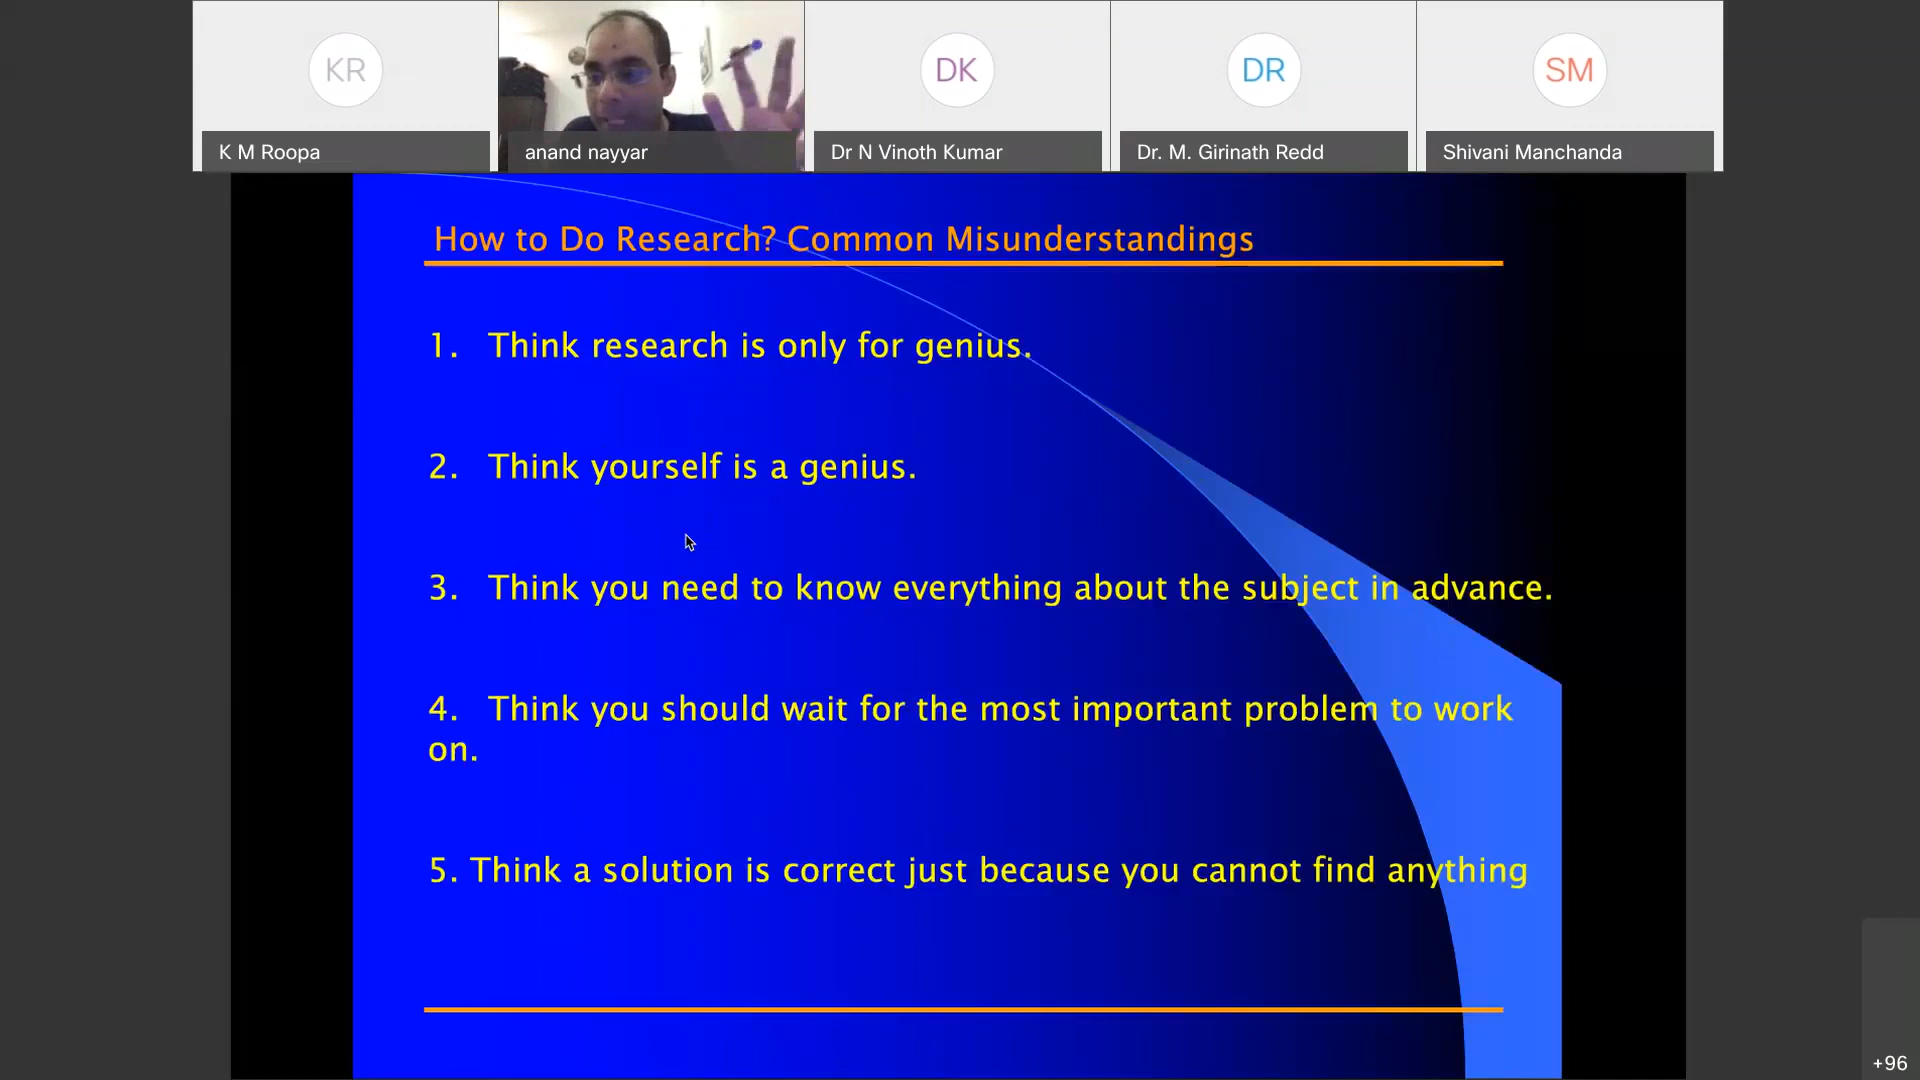 KR
DK
DR
SM
K M Roopa
anand nayyar
Dr N Vinoth Kumar
Dr. M. Girinath Redd
Shivani Manchanda
How to Do Research? Common Misunderstandings
1. Think research is only for genius.
2. Think yourself is a genius.
3. Think you need to know everything about the subject in advance.
4. Think you should wait for the most important problem to work
on.
5. Think a solution is correct just because you cannot find anything
+96